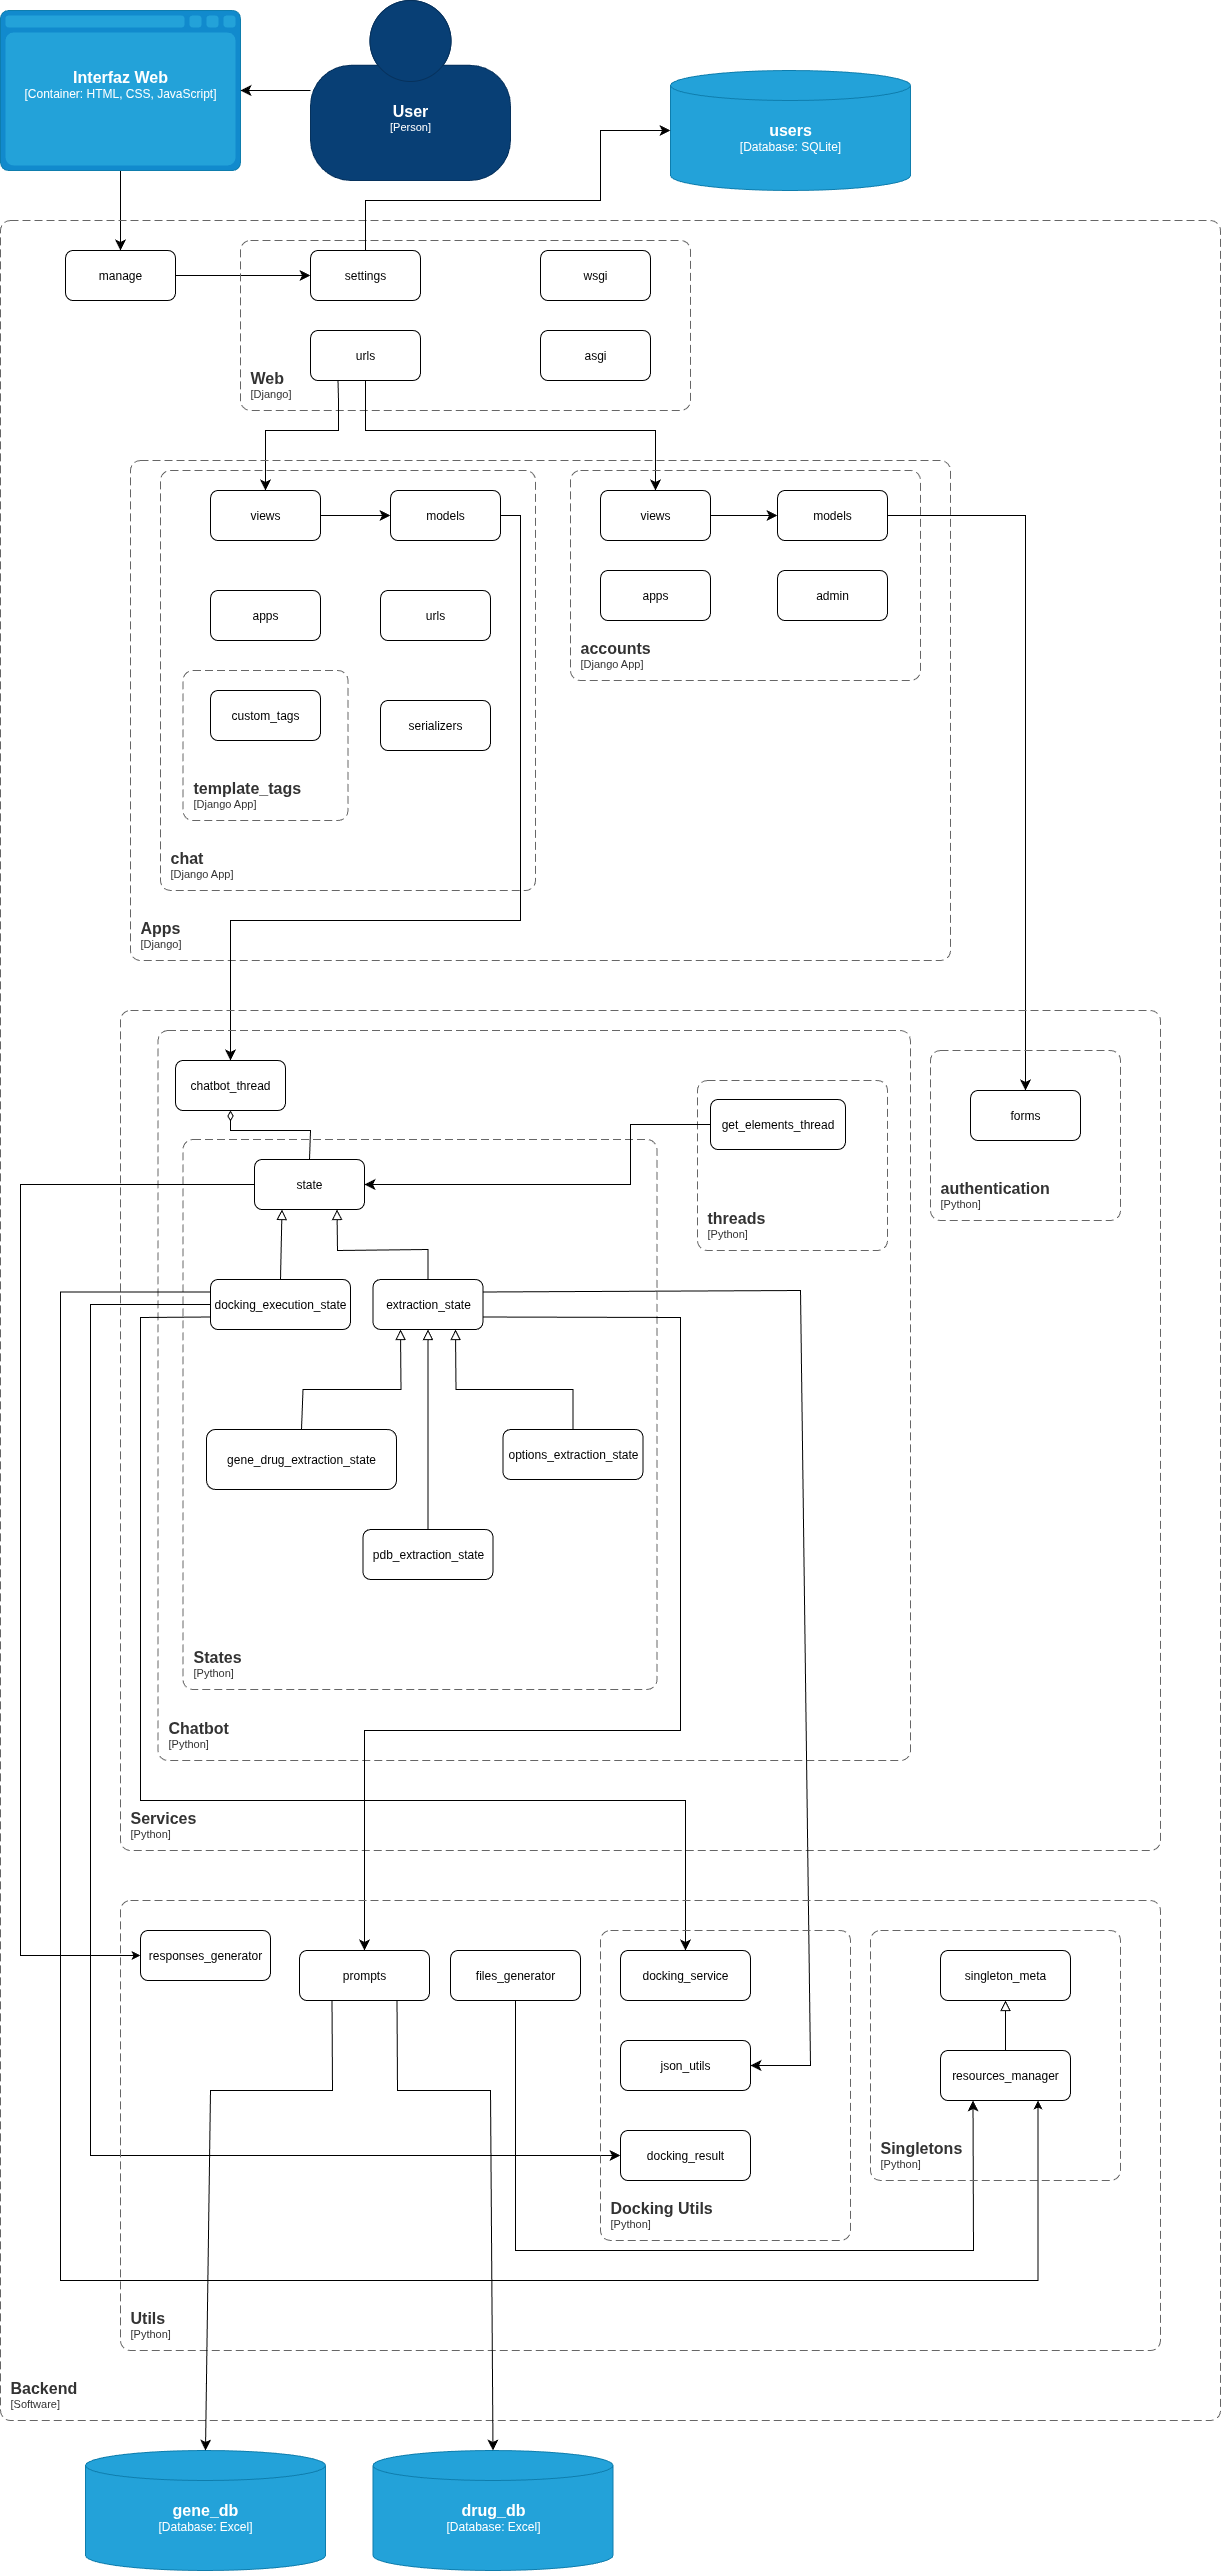 Interfaz Web
[Container: HTML, CSS, JavaScript]
User
[Person]
users
[Database: SQLite]
manage
settings
wsgi
urls
asgi
Web
[Django]
views
models
views
models
apps
urls
apps
admin
accounts
[Django App]
custom_tags
serializers
template_tags
[Django App]
chat
[Django App]
Apps
[Django]
chatbot_thread
get_elements_thread
forms
state
authentication
[Python]
threads
[Python]
docking_execution_state
extraction_state
gene_drug_extraction_state
options_extraction_state
pdb_extraction_state
States
[Python]
Chatbot
[Python]
Services
[Python]
responses_generator
prompts
files_generator
docking_service
singleton_meta
json_utils
resources_manager
docking_result
Singletons
[Python]
Docking Utils
[Python]
Utils
[Python]
Backend
[Software]
gene_db
[Database: Excel]
drug_db
[Database: Excel]